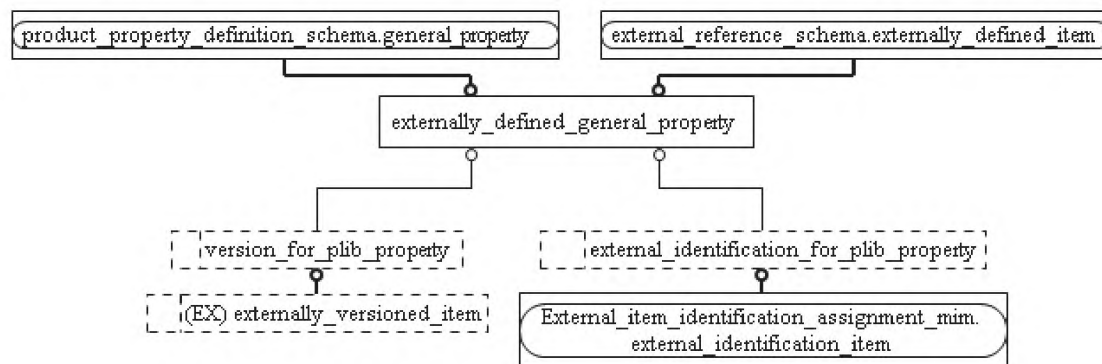 product_property_definition_schema.general_property
external_reference_schema.externally_defined_item
externally_defined_general_property
version_for_plib_property
external_identification_for_plib_property
(EX) externally_versioned_item
External_item_identification_assignment_mim.
external_identification_item